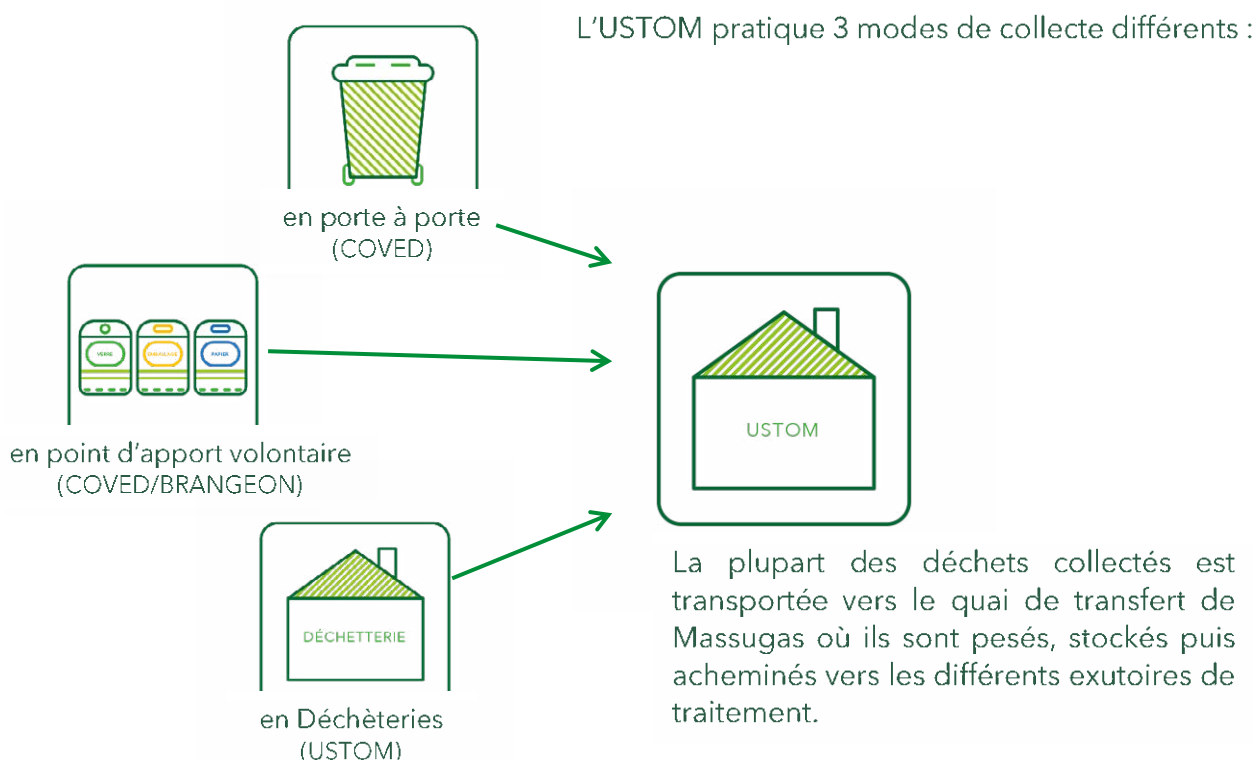 L'USTOM pratique 3 modes de collecte différents :
en porte à porte
(COVED)
VERRE
EMBALLAGE
PAPIER
en point d'apport volontaire
(COVED/BRANGEON)
DÉCHETTERIE
en Déchèteries
(USTOM)
USTOM
La plupart des déchets collectés est
transportée vers le quai de transfert de
Massugas où ils sont pesés, stockés puis
acheminés vers les différents exutoires de
traitement.